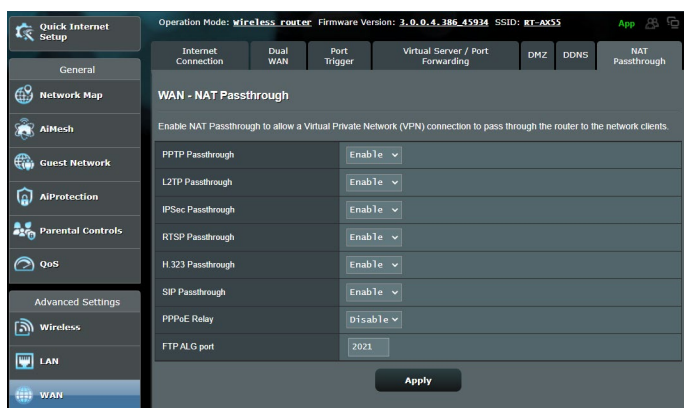 Quick Internet
Setup
Operation Mode: Wireless router Firmware Version: 3.0.0.4.386_45934 SSID: RT-AX55
App
General
Network Map
AiMesh
Guest Network
AiProtection
Parental Controls
QoS
Advanced Settings
Wireless
LAN
WAN
Internet
Connection
Dual
WAN
Port
Trigger
Virtual Server / Port
Forwarding
DMZ
DDNS
NAT
Passthrough
WAN - NAT Passthrough
Enable NAT Passthrough to allow a Virtual Private Network (VPN) connection to pass through the router to the network clients.
PPTP Passthrough Enable
L2TP Passthrough Enable
IPSec Passthrough Enable
RTSP Passthrough Enable
H.323 Passthrough Enable
SIP Passthrough Enable
PPPoE Relay Disable
FTP ALG port 2021
Apply